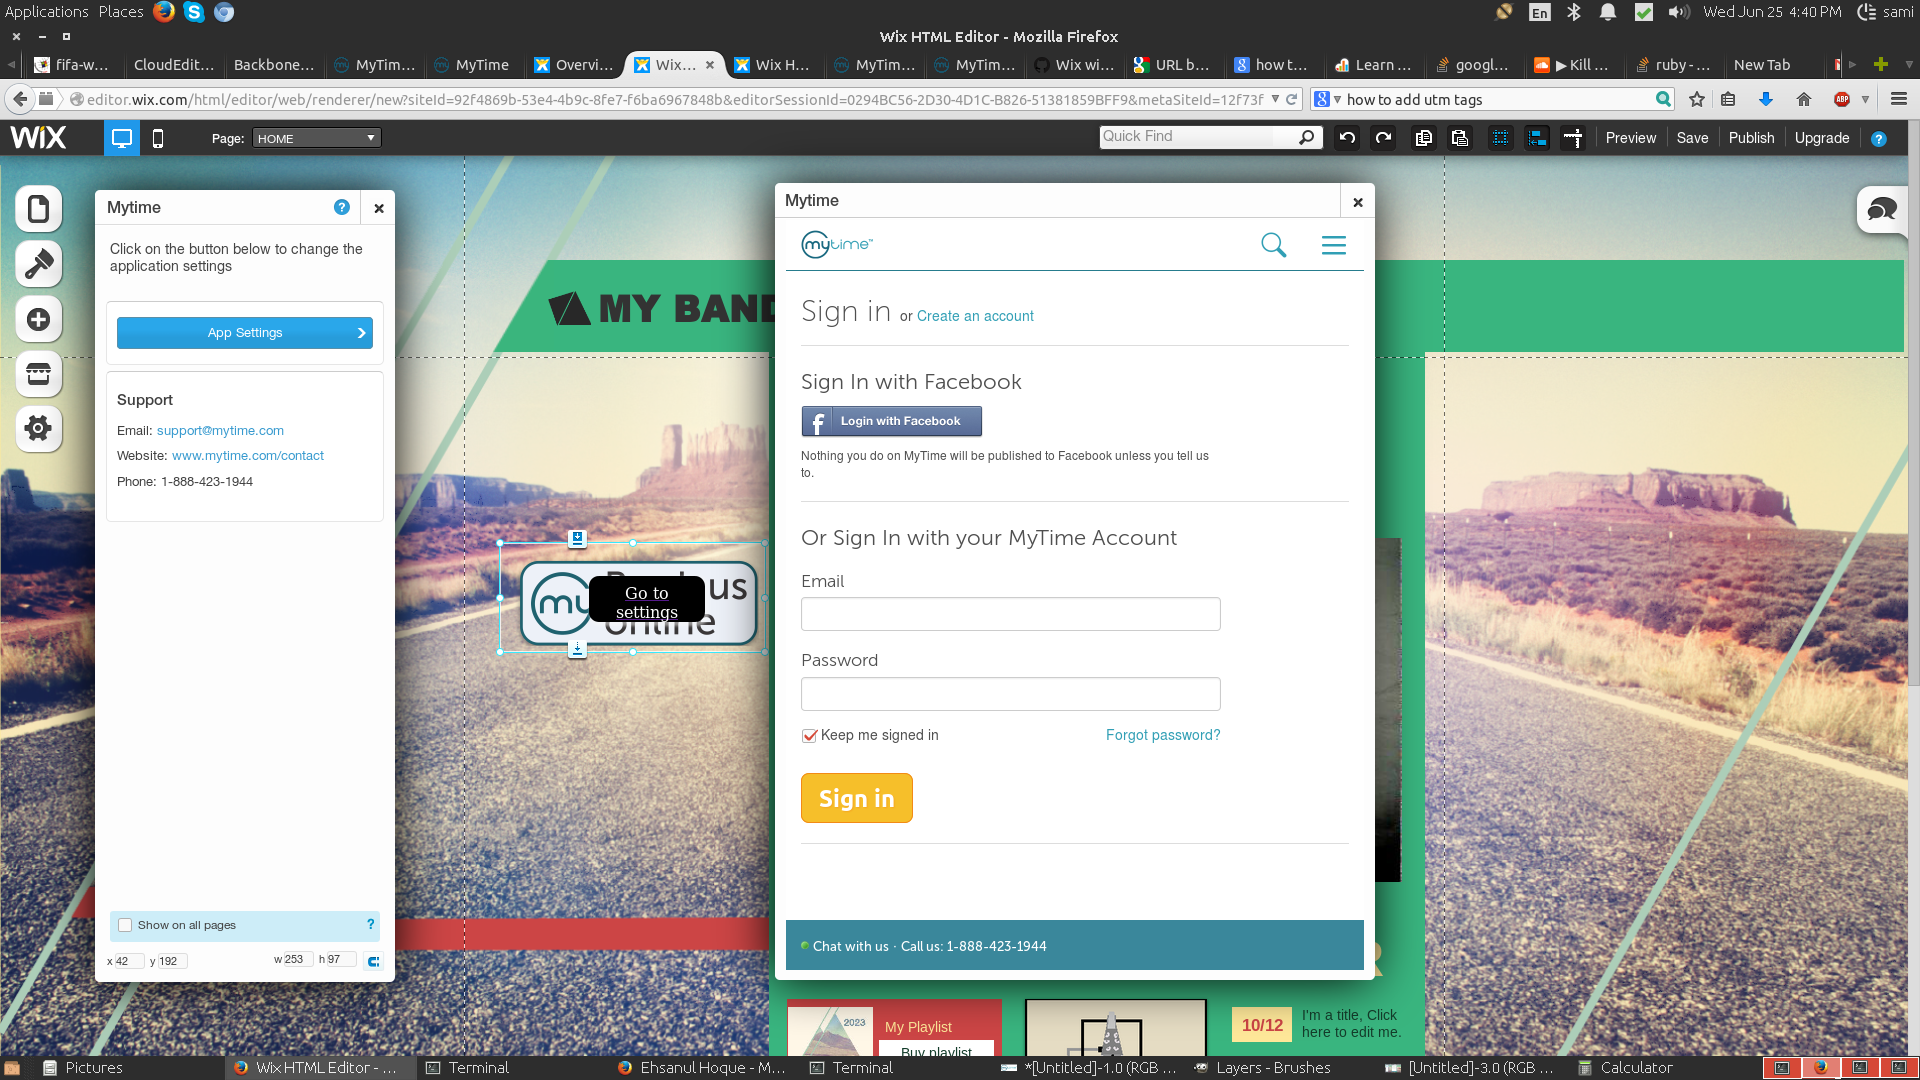 Applications Places
En
Wed Jun 25 4:40 PM
sami
Wix HTML Editor - Mozilla Firefox
fifa-w...
CloudEdit...
Backbone...
MyTim...
MyTime
Overvi...
Wix...
Wix H...
MyTim...
MyTim...
Wix wi...
URL b...
how t...
Learn ...
googl...
▶ Kill ...
ruby - ...
New Tab
editor.wix.com/html/editor/web/renderer/new?siteId=92f4869b-53e4-4b9c-8fe7-f6ba6967848b&editorSessionId=0294BC56-2D30-4D1C-B826-51381859BFF9&metaSiteId=12f73f
how to add utm tags
ABP
WiX
Page: HOME
Quick Find
Preview
Save
Publish
Upgrade
?
Mytime
?
Click on the button below to change the
application settings
App Settings
Support
Email: support@mytime.com
Website: www.mytime.com/contact
Phone: 1-888-423-1944
Show on all pages
?
x 42 y 192 w 253 h 97
MY BAND
my
us
online
Go to
settings
Mytime
mytime™
Sign in or Create an account
Sign In with Facebook
f Login with Facebook
Nothing you do on MyTime will be published to Facebook unless you tell us
to.
Or Sign In with your MyTime Account
Email
Password
Keep me signed in
Forgot password?
Sign in
Chat with us · Call us: 1-888-423-1944
R
2023
My Playlist
Buy playlist
10/12
I'm a title, Click
here to edit me.
Pictures
Wix HTML Editor - ...
Terminal
Ehsanul Hoque - M...
Terminal
*[Untitled]-1.0 (RGB ...
Layers - Brushes
[Untitled]-3.0 (RGB ...
Calculator